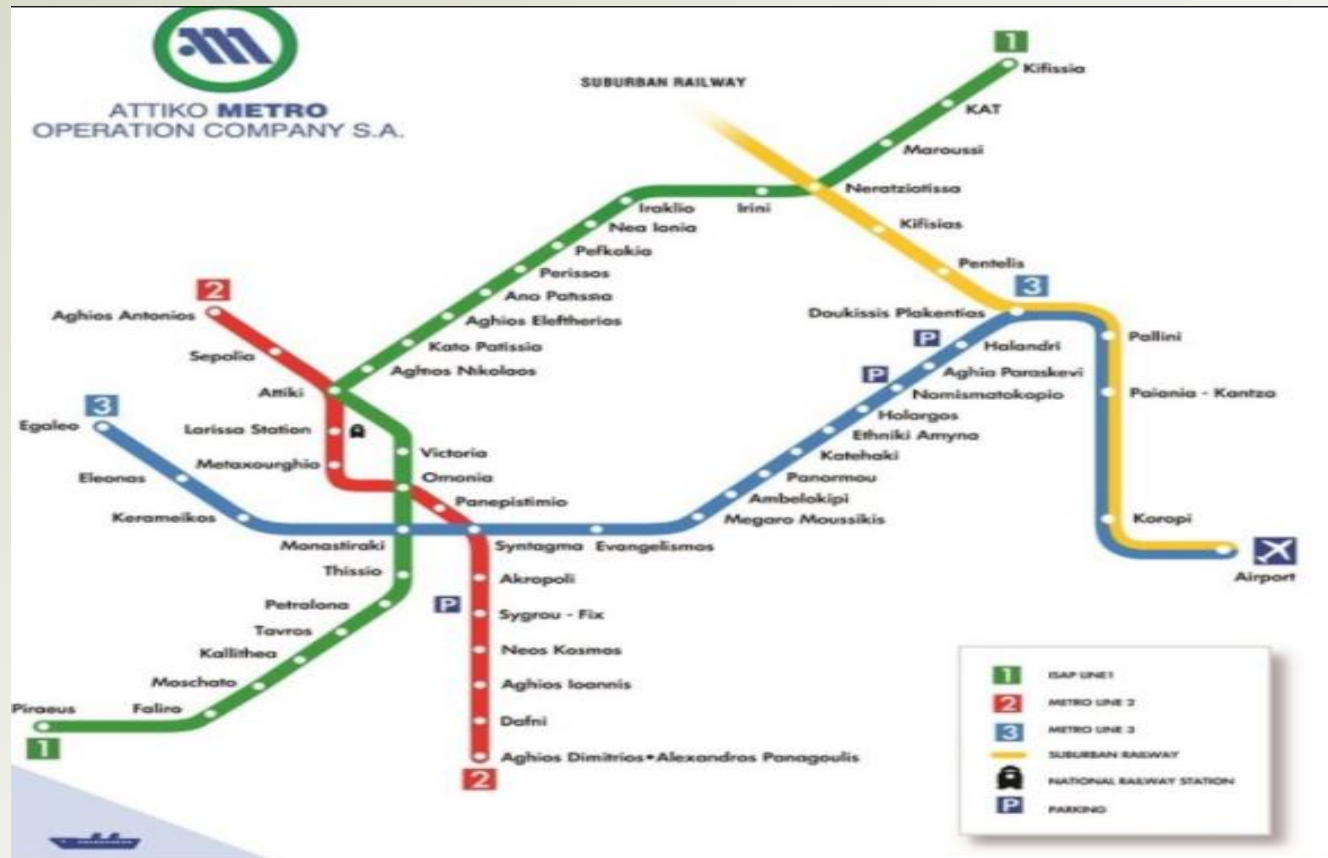 ATTIKO METRO
OPERATION COMPANY S.A.
SUBURBAN RAILWAY
1
Kifissia
KAT
Maroussi
Neratziotissa
Irini
Iraklio
Nea Ionia
Pefkakia
Perissos
Ano Patissia
Aghios Eleftherios
Kato Patissia
Aghios Nikolaos
Kifisias
Pentelis
3
Doukissis Plakentias
2
Aghios Antonios
Sepolia
Attiki
3
Egaleo
Eleonas
Kerameikos
Larissa Station
Metaxourghio
Victoria
Omonia
Panepistimio
Monastiraki
Syntagma
Evangelismos
Megaro Moussikis
Ambelokipi
Panormou
Katehaki
Ethniki Amyna
Holargos
Nomismatokopio
P
Aghia Paraskevi
P
Halandri
Pallini
Paiania - Kantza
Koropi
Airport
Thissio
Petralona
Tavros
Kallithea
Moschato
Faliro
Piraeus
1
Akropoli
P
Sygrou - Fix
Neos Kosmos
Aghios Ioannis
Dafni
Aghios Dimitrios•Alexandros Panagoulis
2
1 ISAP LINE1
2 METRO LINE 2
3 METRO LINE 3
SUBURBAN RAILWAY
NATIONAL RAILWAY STATION
P PARKING